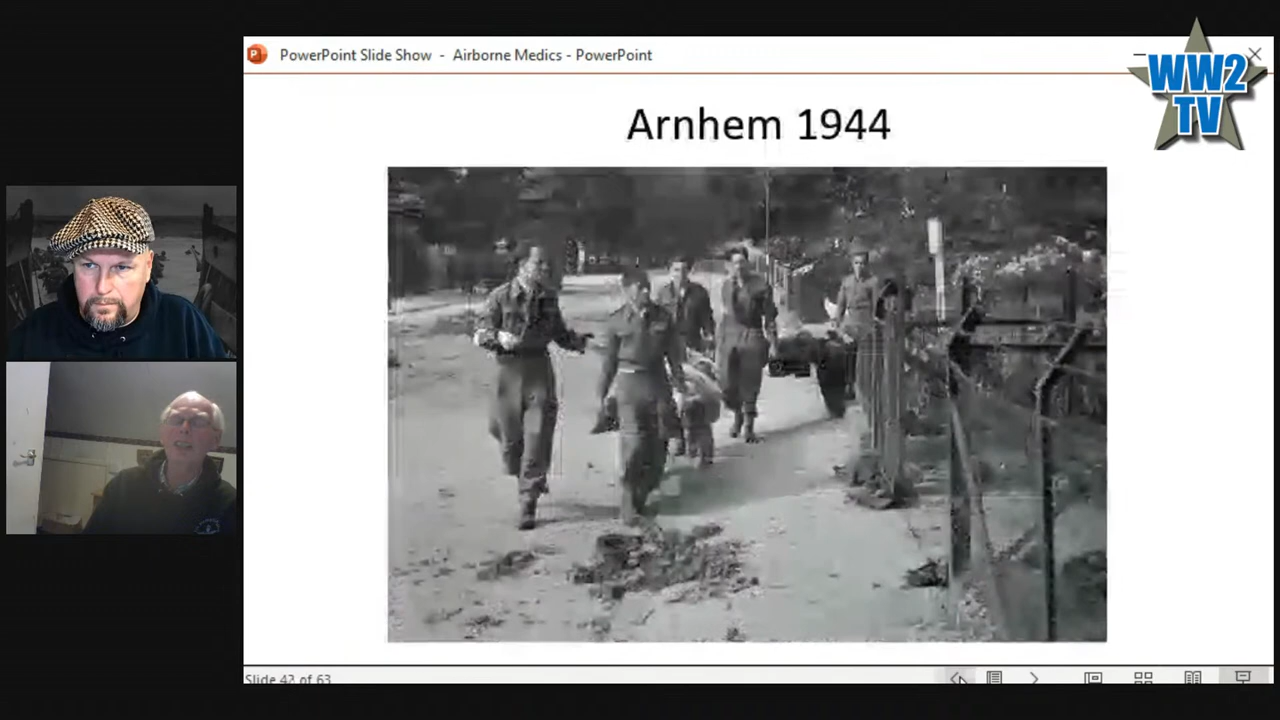 PowerPoint Slide Show - Airborne Medics - PowerPoint
WW2
TV
Arnhem 1944
Slide 42 of 63